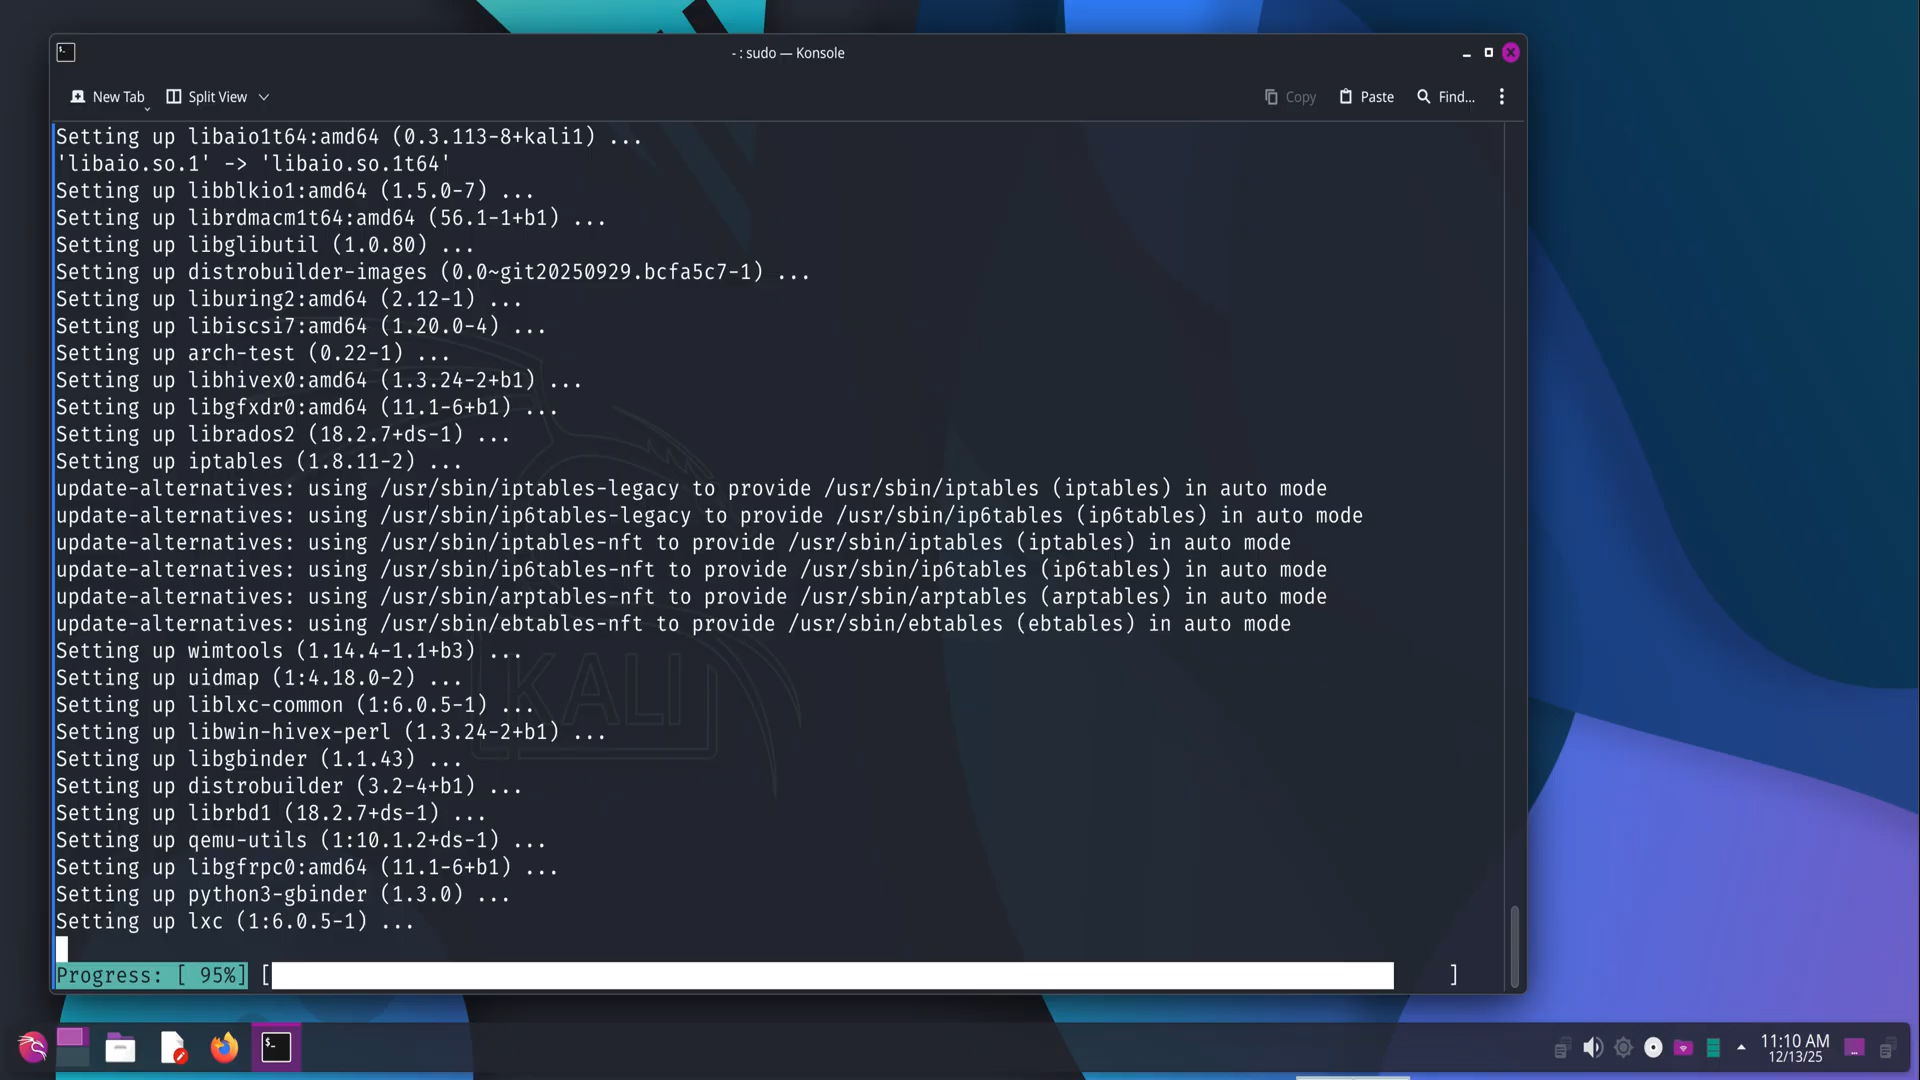 - : sudo — Konsole
New Tab Split View Copy Paste Find...
Setting up libaio1t64:amd64 (0.3.113-8+kali1) ...
'libaio.so.1' -> 'libaio.so.1t64'
Setting up libblkio1:amd64 (1.5.0-7) ...
Setting up librdmacm1t64:amd64 (56.1-1+b1) ...
Setting up libglibutil (1.0.80) ...
Setting up distrobuilder-images (0.0~git20250929.bcfa5c7-1) ...
Setting up liburing2:amd64 (2.12-1) ...
Setting up libiscsi7:amd64 (1.20.0-4) ...
Setting up arch-test (0.22-1) ...
Setting up libhivex0:amd64 (1.3.24-2+b1) ...
Setting up libgfxdr0:amd64 (11.1-6+b1) ...
Setting up librados2 (18.2.7+ds-1) ...
Setting up iptables (1.8.11-2) ...
update-alternatives: using /usr/sbin/iptables-legacy to provide /usr/sbin/iptables (iptables) in auto mode
update-alternatives: using /usr/sbin/ip6tables-legacy to provide /usr/sbin/ip6tables (ip6tables) in auto mode
update-alternatives: using /usr/sbin/iptables-nft to provide /usr/sbin/iptables (iptables) in auto mode
update-alternatives: using /usr/sbin/ip6tables-nft to provide /usr/sbin/ip6tables (ip6tables) in auto mode
update-alternatives: using /usr/sbin/arptables-nft to provide /usr/sbin/arptables (arptables) in auto mode
update-alternatives: using /usr/sbin/ebtables-nft to provide /usr/sbin/ebtables (ebtables) in auto mode
Setting up wimtools (1.14.4-1.1+b3) ...
Setting up uidmap (1:4.18.0-2) ...
Setting up liblxc-common (1:6.0.5-1) ...
Setting up libwin-hivex-perl (1.3.24-2+b1) ...
Setting up libgbinder (1.1.43) ...
Setting up distrobuilder (3.2-4+b1) ...
Setting up librbd1 (18.2.7+ds-1) ...
Setting up qemu-utils (1:10.1.2+ds-1) ...
Setting up libgfrpc0:amd64 (11.1-6+b1) ...
Setting up python3-gbinder (1.3.0) ...
Setting up lxc (1:6.0.5-1) ...
Progress: [ 95%] [ ]
KALI
11:10 AM
12/13/25